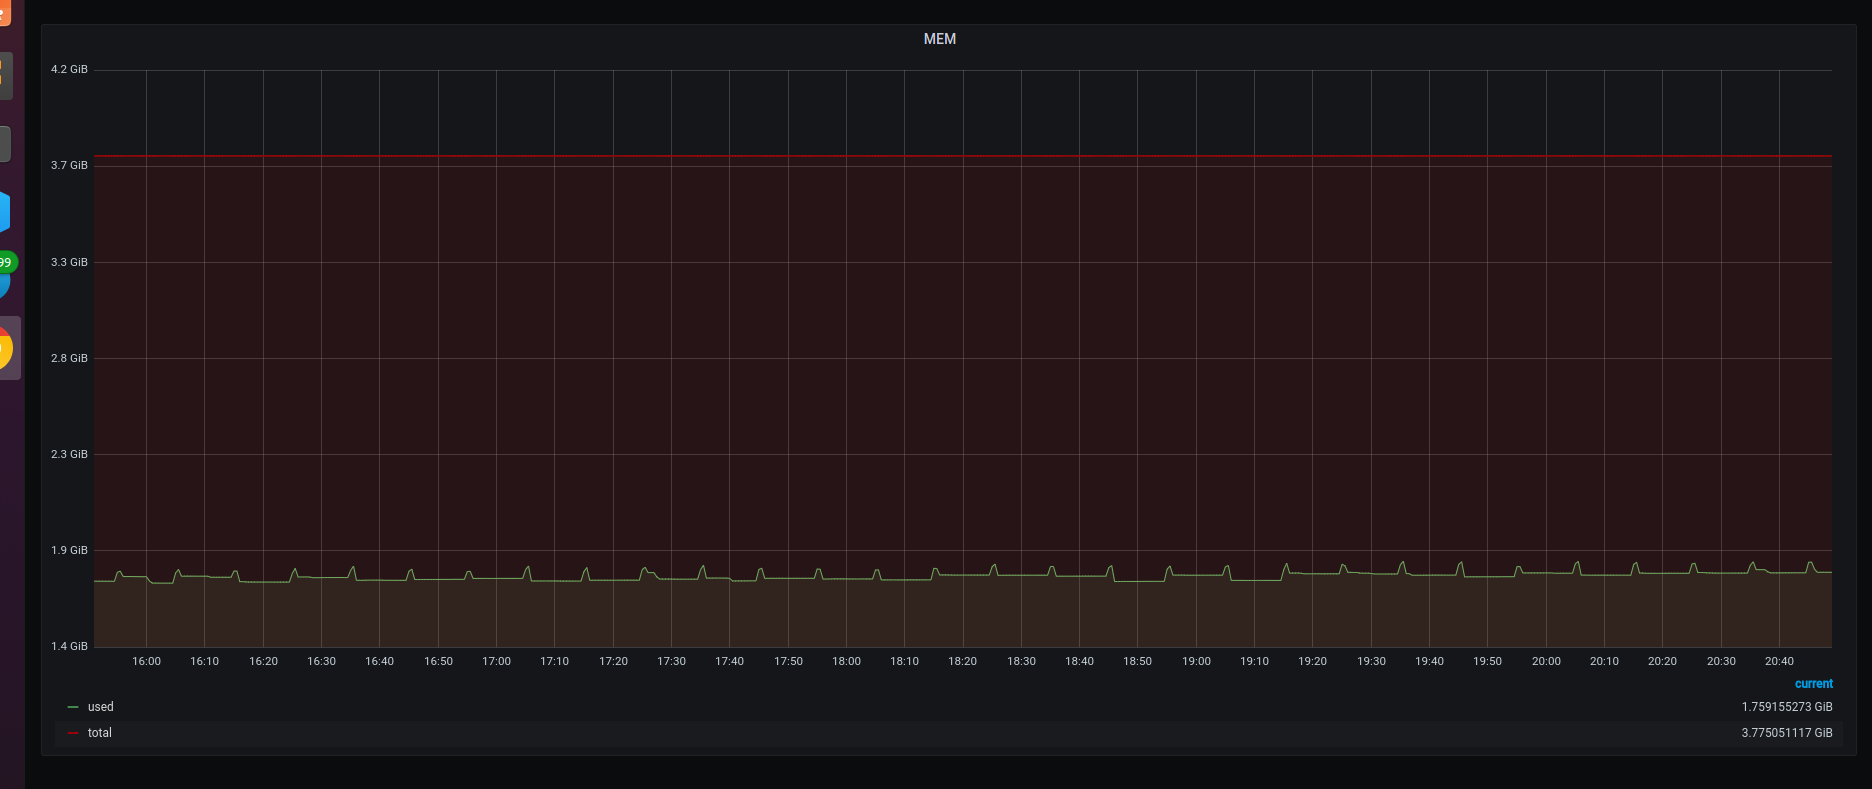 MEM
4.2 GiB
3.7 GiB
3.3 GiB
2.8 GiB
2.3 GiB
1.9 GiB
1.4 GiB
16:00 16:10 16:20 16:30 16:40 16:50 17:00 17:10 17:20 17:30 17:40 17:50 18:00 18:10 18:20 18:30 18:40 18:50 19:00 19:10 19:20 19:30 19:40 19:50 20:00 20:10 20:20 20:30 20:40
current
used 1.759155273 GiB
total 3.775051117 GiB
99